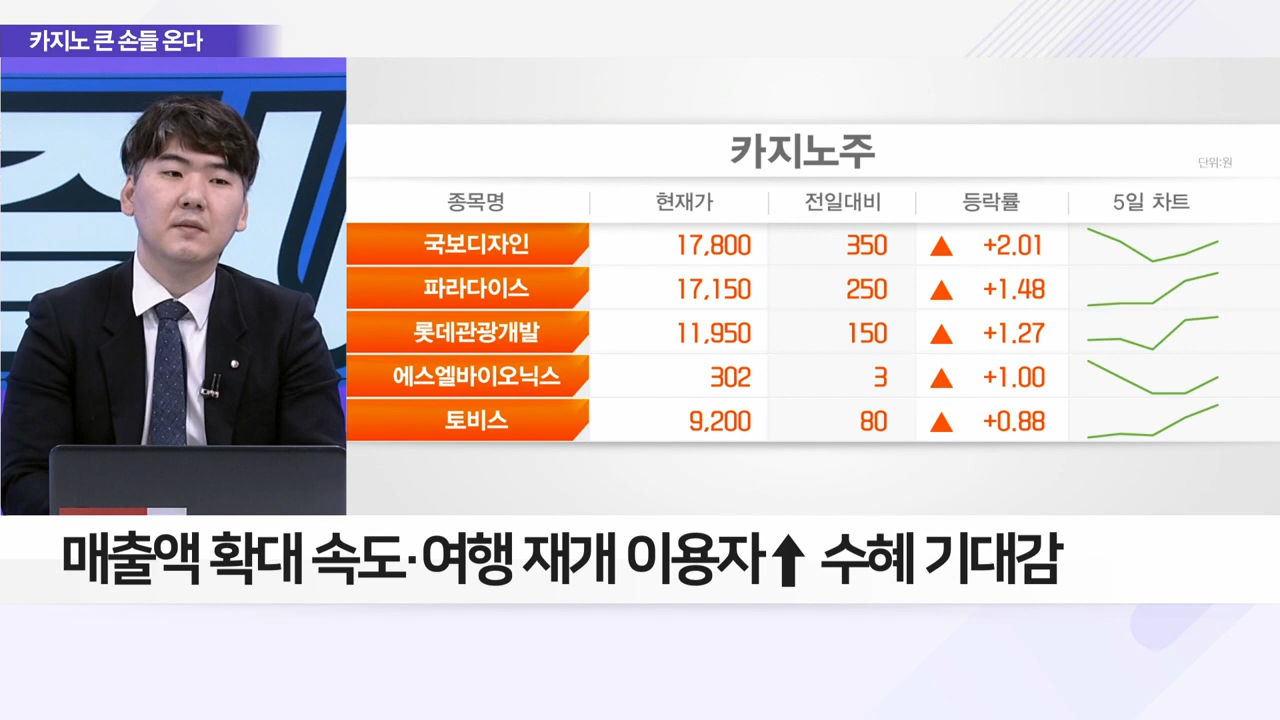 카지노 큰 손들 온다
카지노주
단위:원
종목명 현재가 전일대비 등락률 5일 차트
국보디자인 17,800 350 ▲ +2.01
파라다이스 17,150 250 ▲ +1.48
롯데관광개발 11,950 150 ▲ +1.27
에스엘바이오닉스 302 3 ▲ +1.00
토비스 9,200 80 ▲ +0.88
매출액 확대 속도·여행 재개 이용자⬆ 수혜 기대감